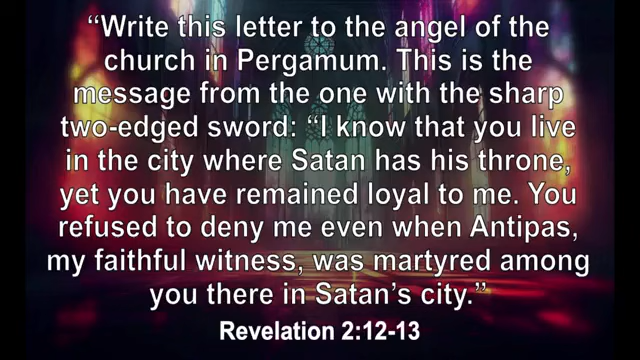 “Write this letter to the angel of the
church in Pergamum. This is the
message from the one with the sharp
two-edged sword: “I know that you live
in the city where Satan has his throne,
yet you have remained loyal to me. You
refused to deny me even when Antipas,
my faithful witness, was martyred among
you there in Satan’s city.”
Revelation 2:12-13